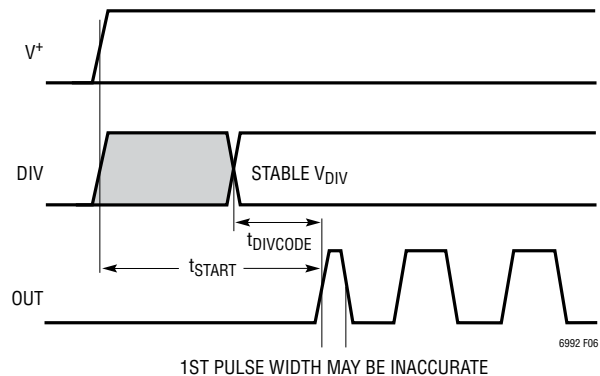 V+
DIV
STABLE VDIV
tDIVCODE
tSTART
OUT
6992 F06
1ST PULSE WIDTH MAY BE INACCURATE